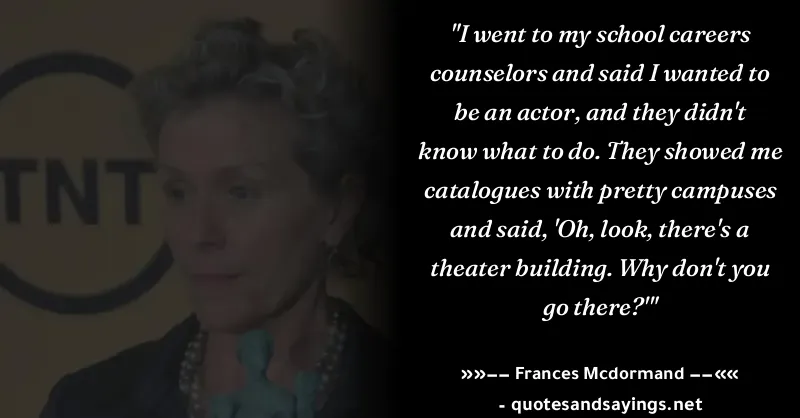 TNT
"I went to my school careers
counselors and said I wanted to
be an actor, and they didn't
know what to do. They showed me
catalogues with pretty campuses
and said, 'Oh, look, there's a
theater building. Why don't you
go there?'"
»»−− Frances Mcdormand −−««
- quotesandsayings.net